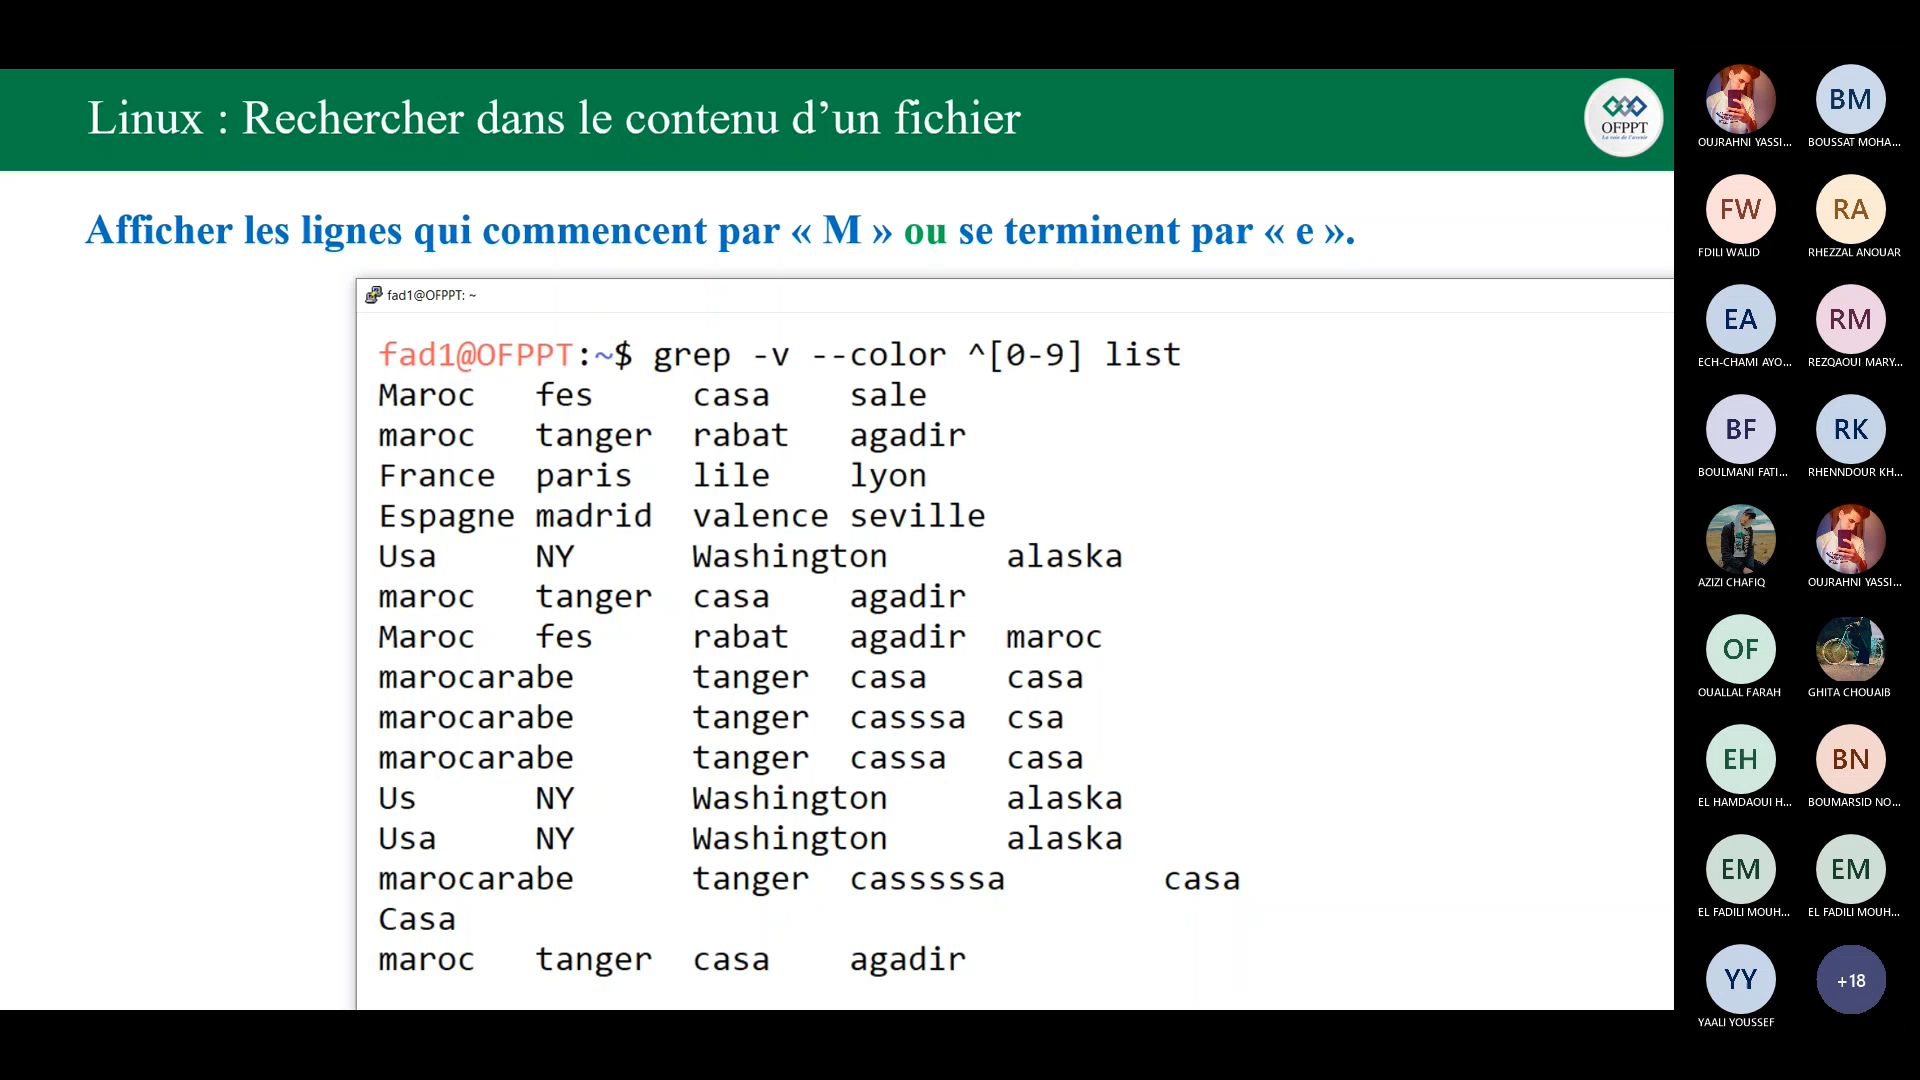 Linux : Rechercher dans le contenu d’un fichier
OFPPT
La voie de l'avenir
Afficher les lignes qui commencent par « M » ou se terminent par « e ».
fad1@OFPPT: ~
fad1@OFPPT:~$ grep -v --color ^[0-9] list
Maroc fes casa sale
maroc tanger rabat agadir
France paris lile lyon
Espagne madrid valence seville
Usa NY Washington alaska
maroc tanger casa agadir
Maroc fes rabat agadir maroc
marocarabe tanger casa casa
marocarabe tanger casssa csa
marocarabe tanger cassa casa
Us NY Washington alaska
Usa NY Washington alaska
marocarabe tanger casssssa casa
Casa
maroc tanger casa agadir
OUJRAHNI YASSI...
BM
BOUSSAT MOHA...
FW
FDILI WALID
RA
RHEZZAL ANOUAR
EA
ECH-CHAMI AYO...
RM
REZQAOUI MARY...
BF
BOULMANI FATI...
RK
RHENNDOUR KH...
AZIZI CHAFIQ
OUJRAHNI YASSI...
OF
OUALLAL FARAH
GHITA CHOUAIB
EH
EL HAMDAOUI H...
BN
BOUMARSID NO...
EM
EL FADILI MOUH...
EM
EL FADILI MOUH...
YY
YAALI YOUSSEF
+18